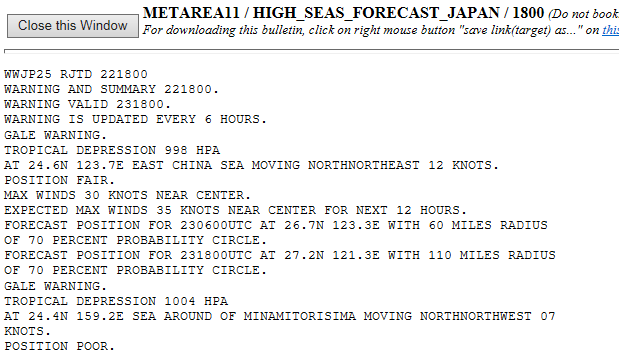 Close this Window
METAREA11 / HIGH_SEAS_FORECAST_JAPAN / 1800 (Do not book
For downloading this bulletin, click on right mouse button "save link(target) as..." on this
WWJP25 RJTD 221800
WARNING AND SUMMARY 221800.
WARNING VALID 231800.
WARNING IS UPDATED EVERY 6 HOURS.
GALE WARNING.
TROPICAL DEPRESSION 998 HPA
AT 24.6N 123.7E EAST CHINA SEA MOVING NORTHNORTHEAST 12 KNOTS.
POSITION FAIR.
MAX WINDS 30 KNOTS NEAR CENTER.
EXPECTED MAX WINDS 35 KNOTS NEAR CENTER FOR NEXT 12 HOURS.
FORECAST POSITION FOR 230600UTC AT 26.7N 123.3E WITH 60 MILES RADIUS
OF 70 PERCENT PROBABILITY CIRCLE.
FORECAST POSITION FOR 231800UTC AT 27.2N 121.3E WITH 110 MILES RADIUS
OF 70 PERCENT PROBABILITY CIRCLE.
GALE WARNING.
TROPICAL DEPRESSION 1004 HPA
AT 24.4N 159.2E SEA AROUND OF MINAMITORISIMA MOVING NORTHNORTHWEST 07
KNOTS.
POSITION POOR.